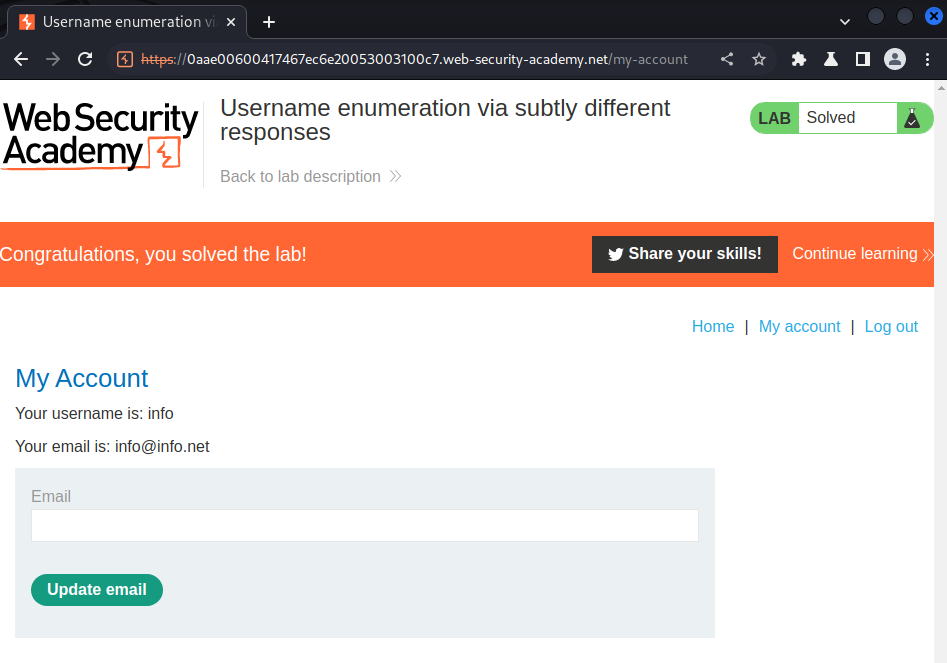 Username enumeration vi
https://0aae00600417467ec6e20053003100c7.web-security-academy.net/my-account
Web Security
Academy
Username enumeration via subtly different
responses
Back to lab description
LAB Solved
Congratulations, you solved the lab!
Share your skills!
Continue learning
Home | My account | Log out
My Account
Your username is: info
Your email is: info@info.net
Email
Update email